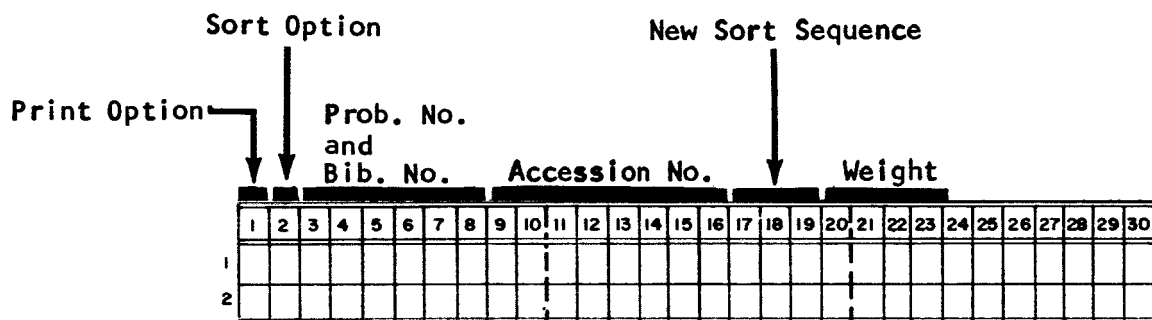 Sort Option
New Sort Sequence
Print Option
Prob. No.
and
Bib. No.
Accession No.
Weight
1 2 3 4 5 6 7 8 9 10 11 12 13 14 15 16 17 18 19 20 21 22 23 24 25 26 27 28 29 30
1
2